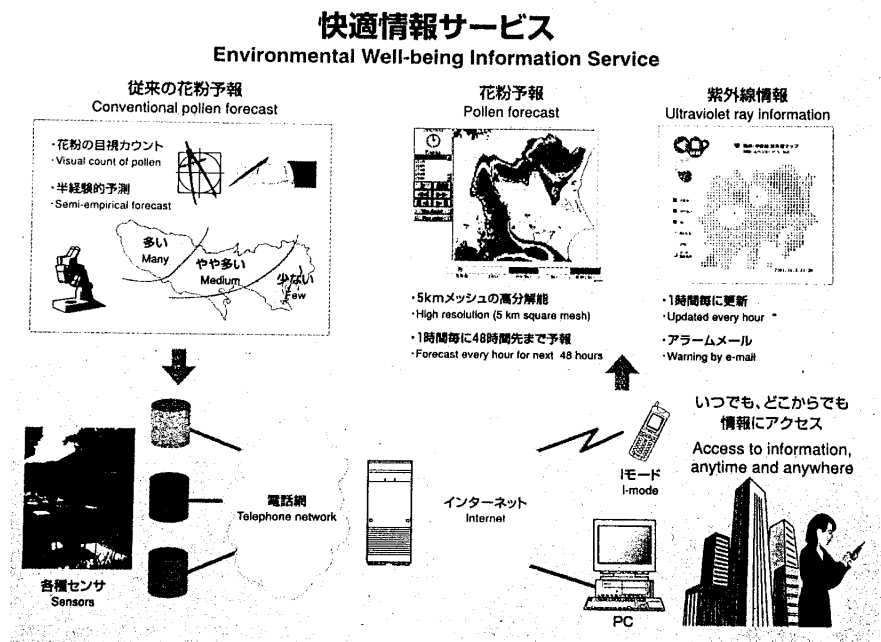 快適情報サービス
Environmental Well-being Information Service
従来の花粉予報
Conventional pollen forecast
・花粉の目視カウント
・Visual count of pollen
・半経験的予測
・Semi-empirical forecast
多い
Many
やや多い
Medium
少ない
Few
花粉予報
Pollen forecast
・5kmメッシュの高分解能
・High resolution (5 km square mesh)
・1時間毎に48時間先まで予報
・Forecast every hour for next 48 hours
紫外線情報
Ultraviolet ray information
・1時間毎に更新
・Updated every hour
・アラームメール
・Warning by e-mail
各種センサ
Sensors
電話網
Telephone network
インターネット
Internet
iモード
I-mode
PC
いつでも、どこからでも
情報にアクセス
Access to information,
anytime and anywhere